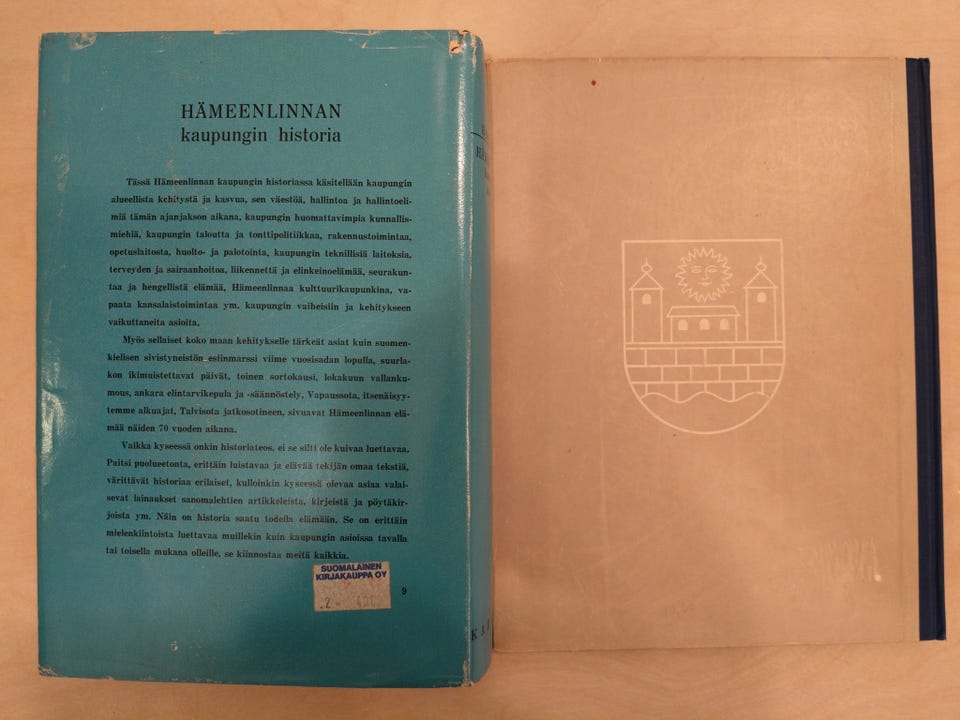 HÄMEENLINNAN
kaupungin historia
Tässä Hämeenlinnan kaupungin historiassa käsitellään kaupungin
alueellista kehitystä ja kasvua, sen väestöä, hallintoa ja hallintoeli-
miä tämän ajanjakson aikana, kaupungin huomattavimpia kunnallis-
miehiä, kaupungin taloutta ja tonttipolitiikkaa, rakennustoimintaa,
opetuslaitosta, huolto- ja palotointa, kaupungin teknillisiä laitoksia,
terveyden ja sairaanhoitoa, liikennettä ja elinkeinoelämää, seurakun-
taa ja hengellistä elämää, Hämeenlinnaa kulttuurikaupunkina, va-
paata kansalaistoimintaa ym. kaupungin vaiheisiin ja kehitykseen
vaikuttaneita asioita.
Myös sellaiset koko maan kehitykselle tärkeät asiat kuin suomen-
kielisen sivistyneistön esiinmarssi viime vuosisadan lopulla, suurla-
kon ikimuistettavat päivät, toinen sortokausi, lokakuun vallanku-
mous, ankara elintarvikepula ja -säännöstely, Vapaussota, itsenäisyy-
temme alkuajat, Talvisota jatkosotineen, sivuavat Hämeenlinnan elä-
mää näiden 70 vuoden aikana.
Vaikka kyseessä onkin historiateos, ei se silti ole kuivaa luettavaa.
Paitsi puolueetonta, erittäin luistavaa ja elävää tekijän omaa tekstiä,
värittävät historiaa erilaiset, kulloinkin kyseessä olevaa asiaa valai-
sevat lainaukset sanomalehtien artikkeleista, kirjeistä ja pöytäkir-
joista ym. Näin on historia saatu todella elämään. Se on erittäin
mielenkiintoista luettavaa muillekin kuin kaupungin asioissa tavalla
tai toisella mukana olleille, se kiinnostaa meitä kaikkia.
SUOMALAINEN
KIRJAKAUPPA OY
9